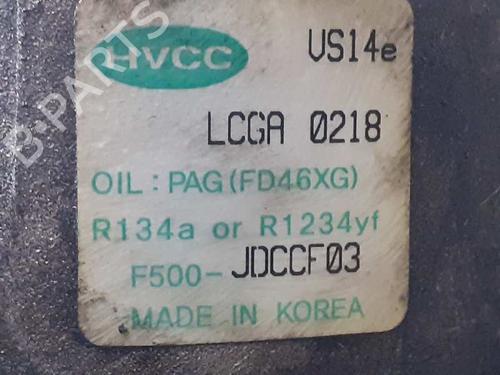 HVCC
VS14e
LCGA 0218
OIL : PAG (FD46XG)
R134a or R1234yf
F500-JDCCF03
MADE IN KOREA
B-PARTS